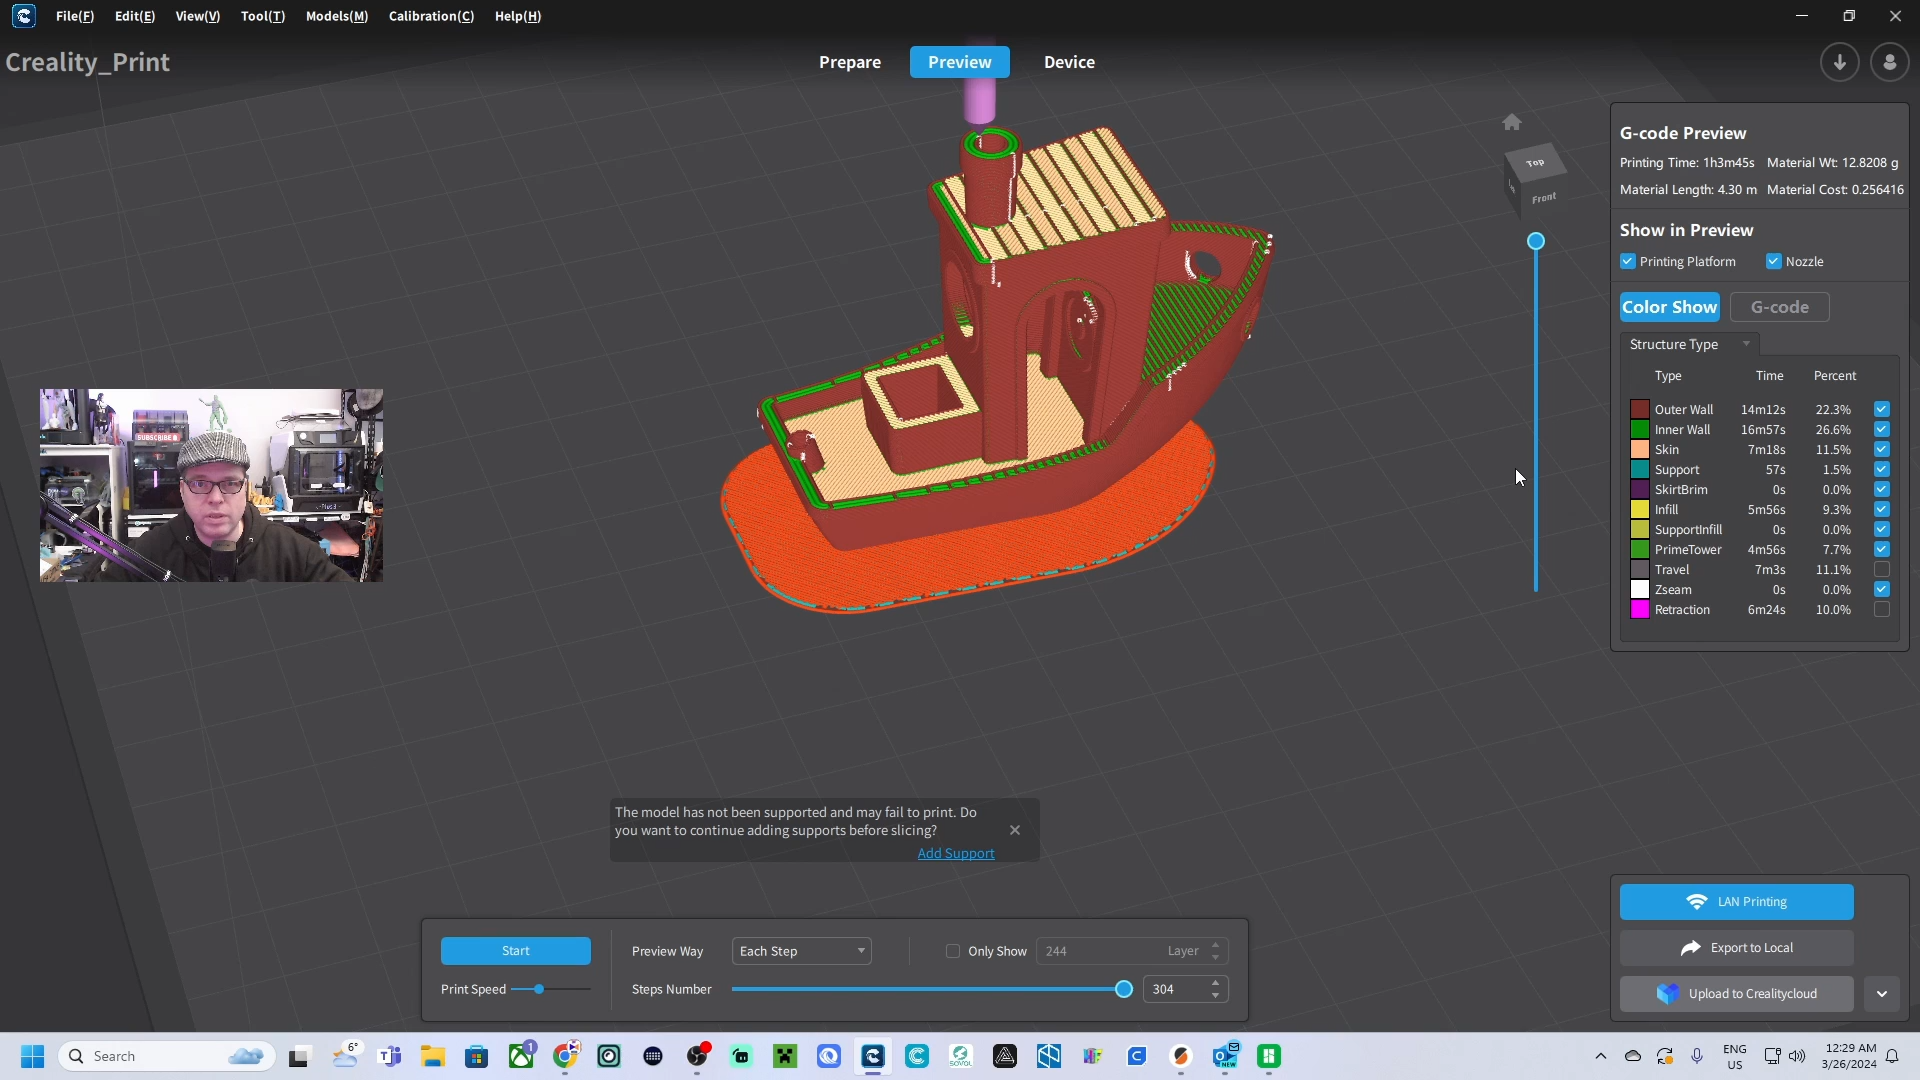 File(F) Edit(E) View(V) Tool(T) Models(M) Calibration(C) Help(H)
Creality_Print
Prepare Preview Device
Top
Front
G-code Preview
Printing Time: 1h3m45s Material Wt: 12.8208 g
Material Length: 4.30 m Material Cost: 0.256416
Show in Preview
Printing Platform Nozzle
Color Show G-code
Structure Type
Type Time Percent
Outer Wall 14m12s 22.3%
Inner Wall 16m57s 26.6%
Skin 7m18s 11.5%
Support 57s 1.5%
SkirtBrim 0s 0.0%
Infill 5m56s 9.3%
SupportInfill 0s 0.0%
PrimeTower 4m56s 7.7%
Travel 7m3s 11.1%
Zseam 0s 0.0%
Retraction 6m24s 10.0%
SUBSCRIBE
The model has not been supported and may fail to print. Do
you want to continue adding supports before slicing?
Add Support
Start Preview Way Each Step Only Show 244 Layer
Print Speed Steps Number 304
LAN Printing
Export to Local
Upload to Crealitycloud
Search
6°
1
SOVOL
NEW
ENG
US
12:29 AM
3/26/2024